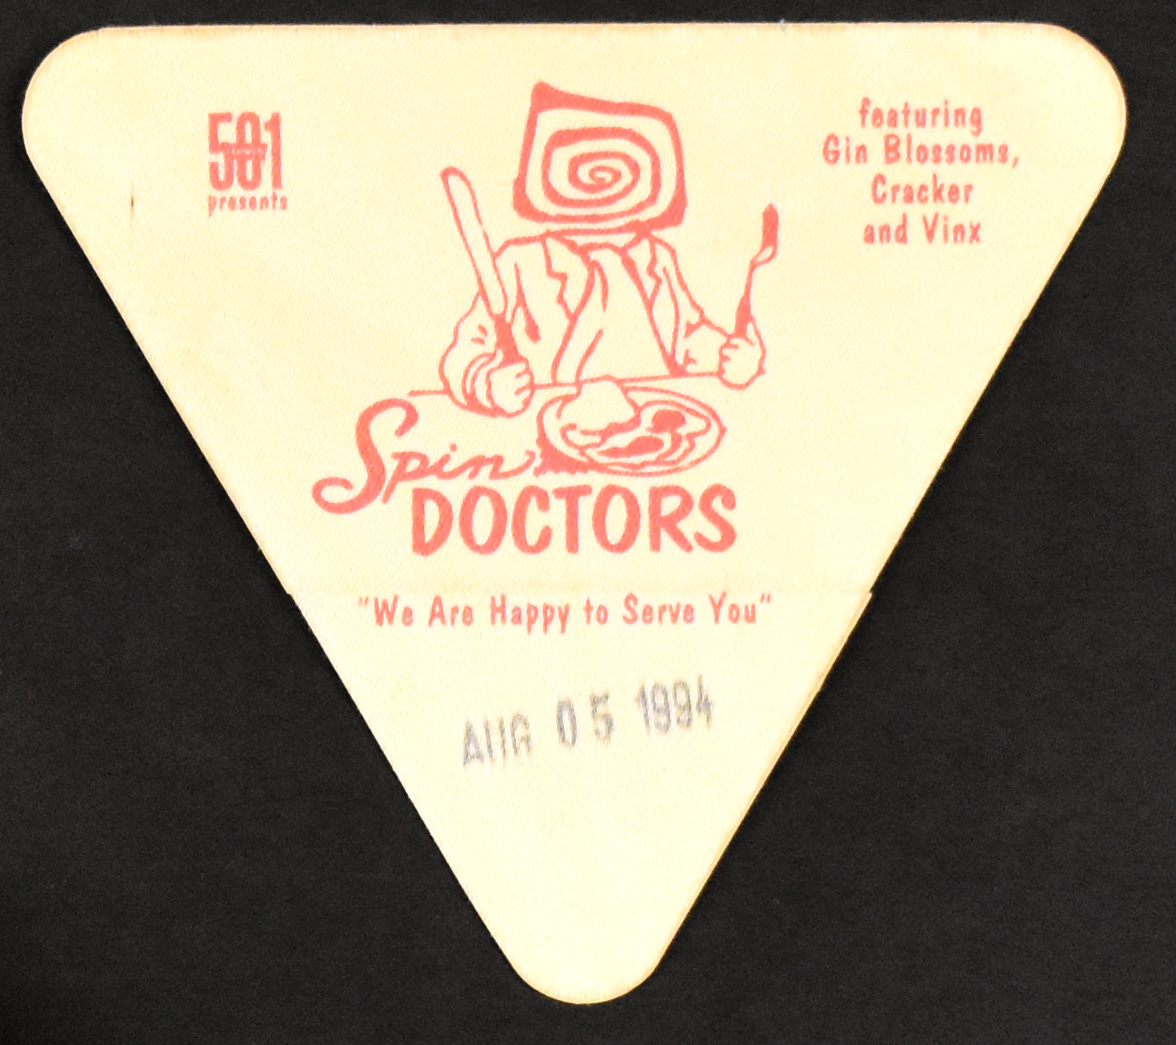 501
presents
featuring
Gin Blossoms,
Cracker
and Vinx
Spin
DOCTORS
"We Are Happy to Serve You"
AUG 05 1994